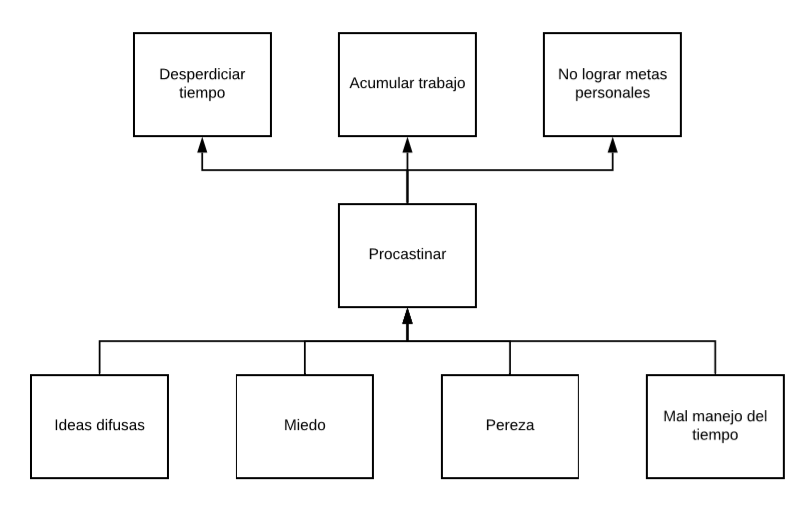 Desperdiciar
tiempo
Acumular trabajo
No lograr metas
personales
Procastinar
Ideas difusas
Miedo
Pereza
Mal manejo del
tiempo